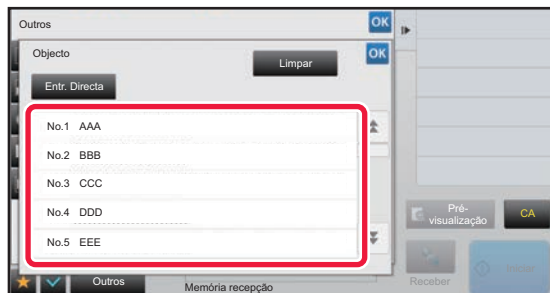 Outros
OK
Objecto
OK
Limpar
Entr. Directa
No.1 AAA
No.2 BBB
No.3 CCC
No.4 DDD
No.5 EEE
Pré-
visualização
CA
Outros
Memória recepção
Receber
Iniciar